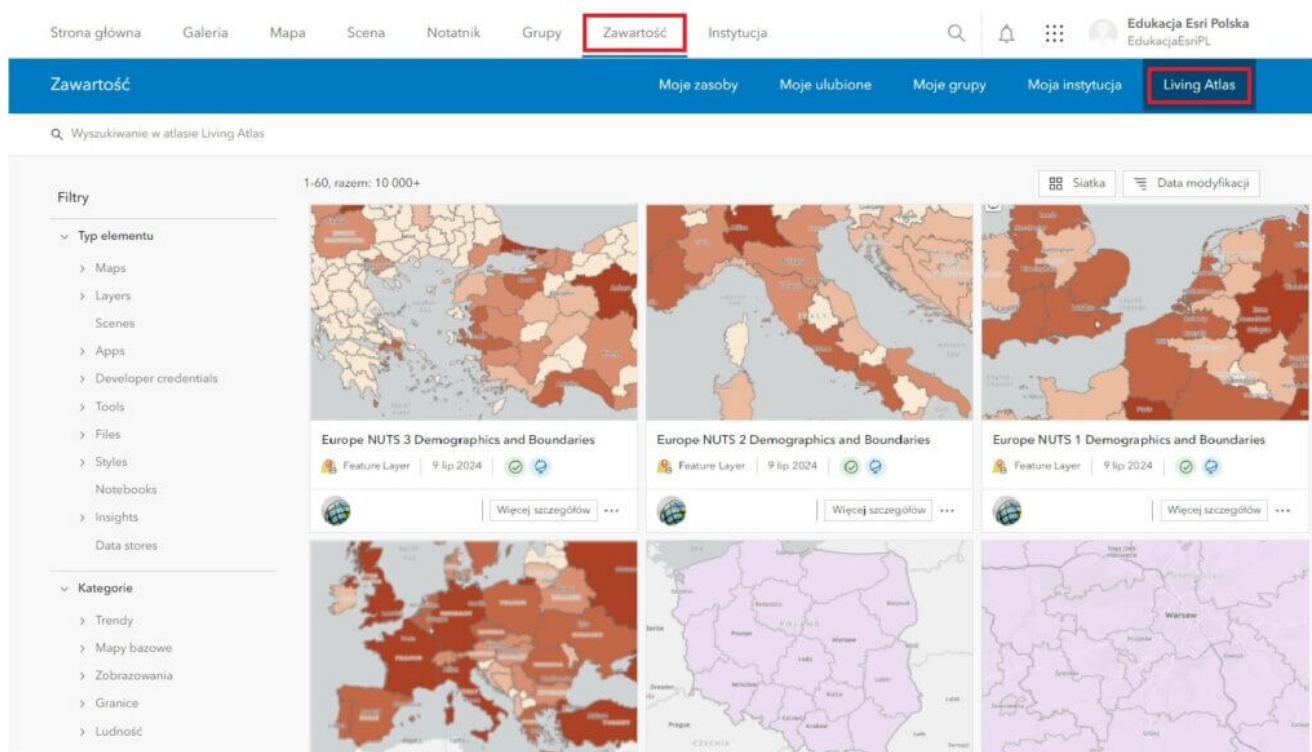 Strona główna Galeria Mapa Scena Notatnik Grupy Zawartość Instytucja Edukacja Esri Polska
EdukacjaEsriPL
Zawartość Moje zasoby Moje ulubione Moje grupy Moja instytucja Living Atlas
Wyszukiwanie w atlasie Living Atlas
Filtry
Typ elementu
Maps
Layers
Scenes
Apps
Developer credentials
Tools
Files
Styles
Notebooks
Insights
Data stores
Kategorie
Trendy
Mapy bazowe
Zobrazowania
Granice
Ludność
1-60, razem: 10 000+ Siatka Data modyfikacji
Europe NUTS 3 Demographics and Boundaries
Feature Layer 9 lip 2024
Więcej szczegółów
Europe NUTS 2 Demographics and Boundaries
Feature Layer 9 lip 2024
Więcej szczegółów
Europe NUTS 1 Demographics and Boundaries
Feature Layer 9 lip 2024
Więcej szczegółów
POLAND
Warsaw
Poznan
Lodz
Prague
CZECHIA
Krakow
Warsaw